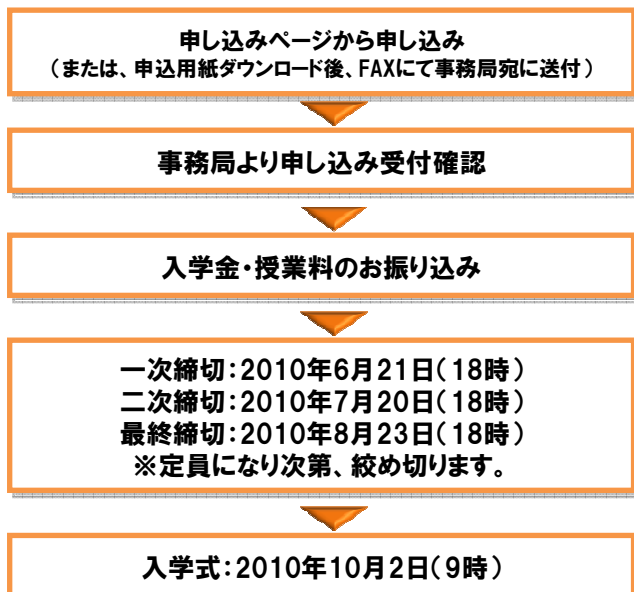 申し込みページから申し込み
（または、申込用紙ダウンロード後、FAXにて事務局宛に送付）
事務局より申し込み受付確認
入学金・授業料のお振り込み
一次締切：2010年6月21日（18時）
二次締切：2010年7月20日（18時）
最終締切：2010年8月23日（18時）
※定員になり次第、絞め切ります。
入学式：2010年10月2日（9時）